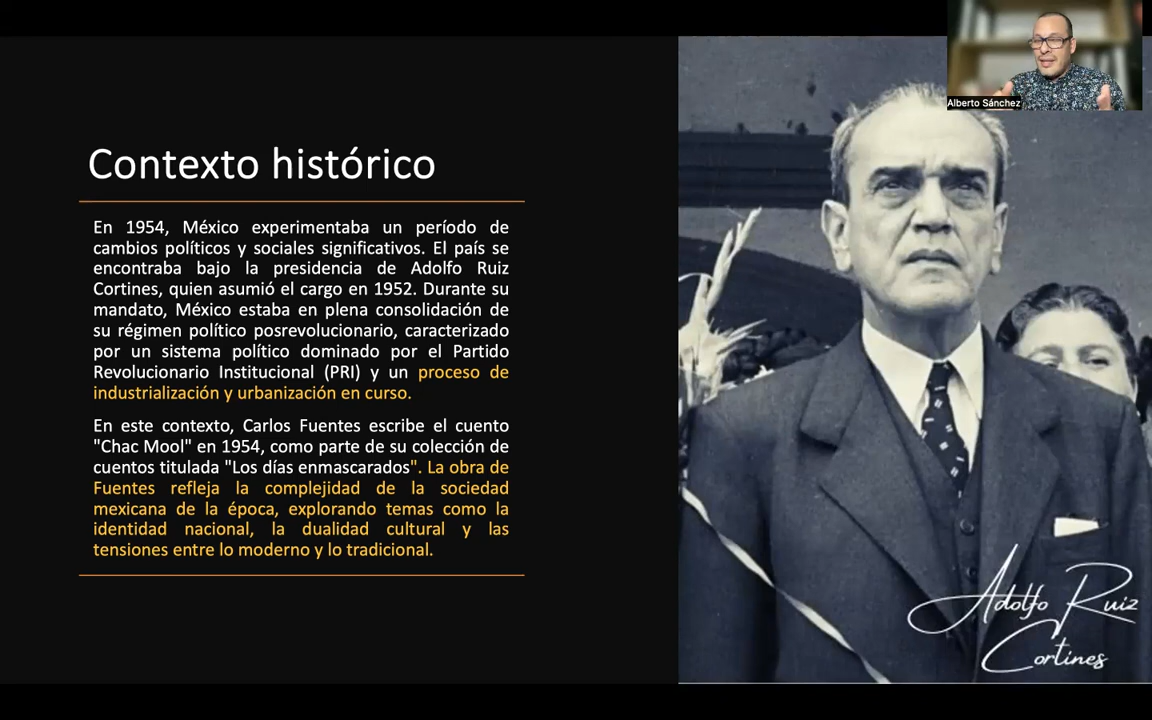 Alberto Sánchez
Contexto histórico
En 1954, México experimentaba un período de
cambios políticos y sociales significativos. El país se
encontraba bajo la presidencia de Adolfo Ruiz
Cortines, quien asumió el cargo en 1952. Durante su
mandato, México estaba en plena consolidación de
su régimen político posrevolucionario, caracterizado
por un sistema político dominado por el Partido
Revolucionario Institucional (PRI) y un proceso de
industrialización y urbanización en curso.
En este contexto, Carlos Fuentes escribe el cuento
"Chac Mool" en 1954, como parte de su colección de
cuentos titulada "Los días enmascarados". La obra de
Fuentes refleja la complejidad de la sociedad
mexicana de la época, explorando temas como la
identidad nacional, la dualidad cultural y las
tensiones entre lo moderno y lo tradicional.
Adolfo Ruiz
Cortines